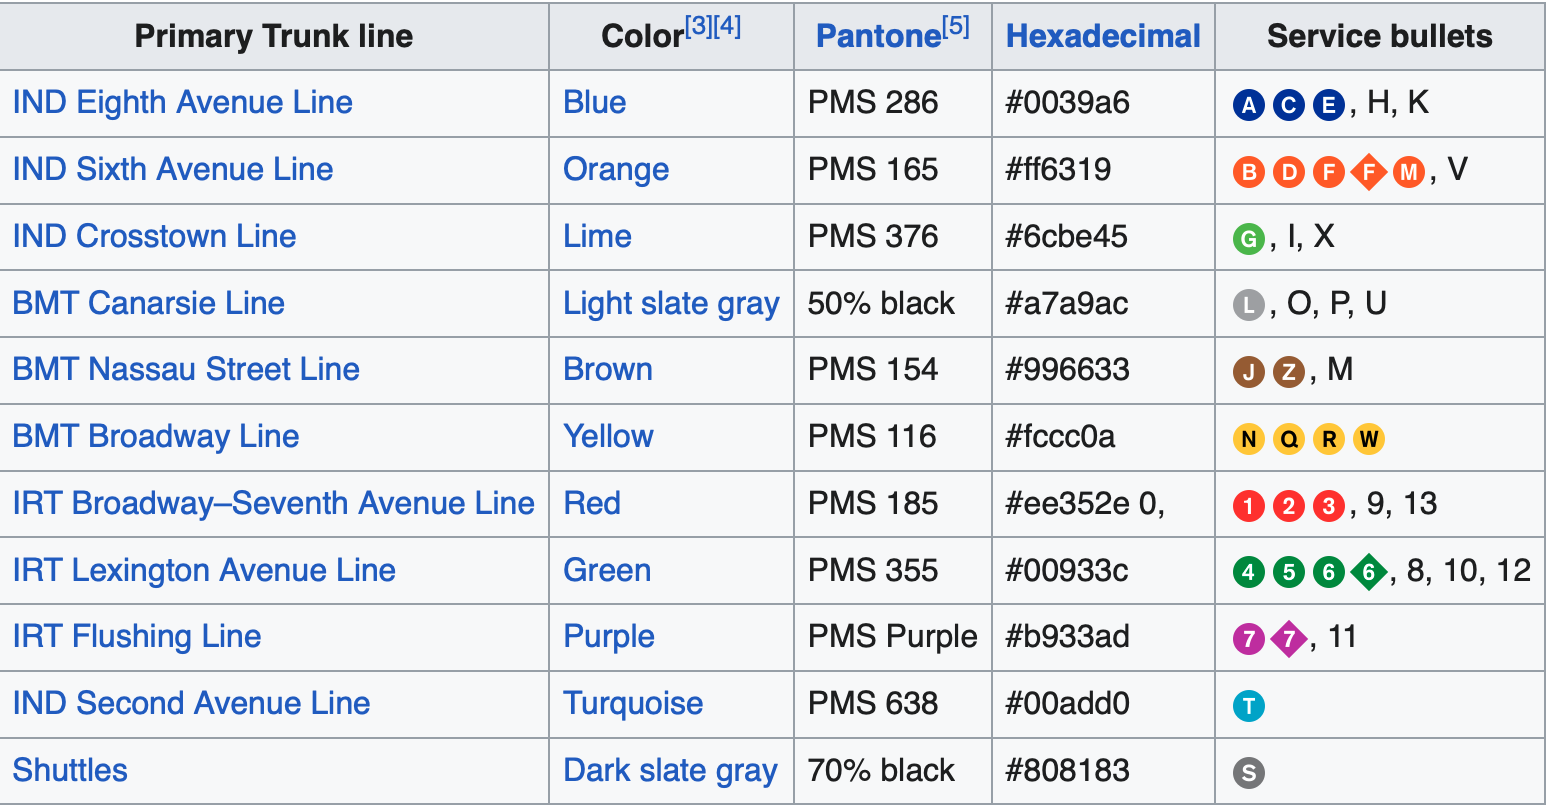 Primary Trunk line Color[3][4] Pantone[5] Hexadecimal Service bullets
IND Eighth Avenue Line Blue PMS 286 #0039a6 A C E , H, K
IND Sixth Avenue Line Orange PMS 165 #ff6319 B D F F M , V
IND Crosstown Line Lime PMS 376 #6cbe45 G , I, X
BMT Canarsie Line Light slate gray 50% black #a7a9ac L , O, P, U
BMT Nassau Street Line Brown PMS 154 #996633 J Z , M
BMT Broadway Line Yellow PMS 116 #fccc0a N Q R W
IRT Broadway–Seventh Avenue Line Red PMS 185 #ee352e 0, 1 2 3 , 9, 13
IRT Lexington Avenue Line Green PMS 355 #00933c 4 5 6 6 , 8, 10, 12
IRT Flushing Line Purple PMS Purple #b933ad 7 7 , 11
IND Second Avenue Line Turquoise PMS 638 #00add0 T
Shuttles Dark slate gray 70% black #808183 S